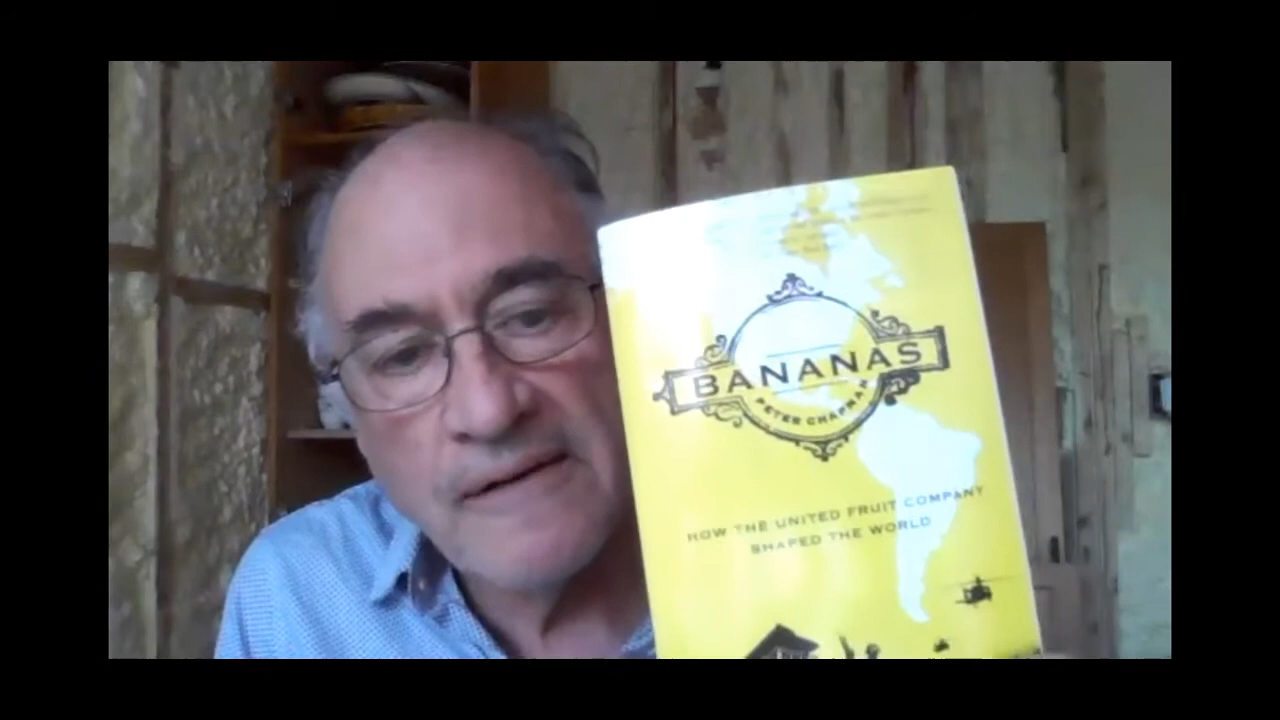 BANANAS
PETER CHAPMAN
HOW THE UNITED FRUIT COMPANY
SHAPED THE WORLD